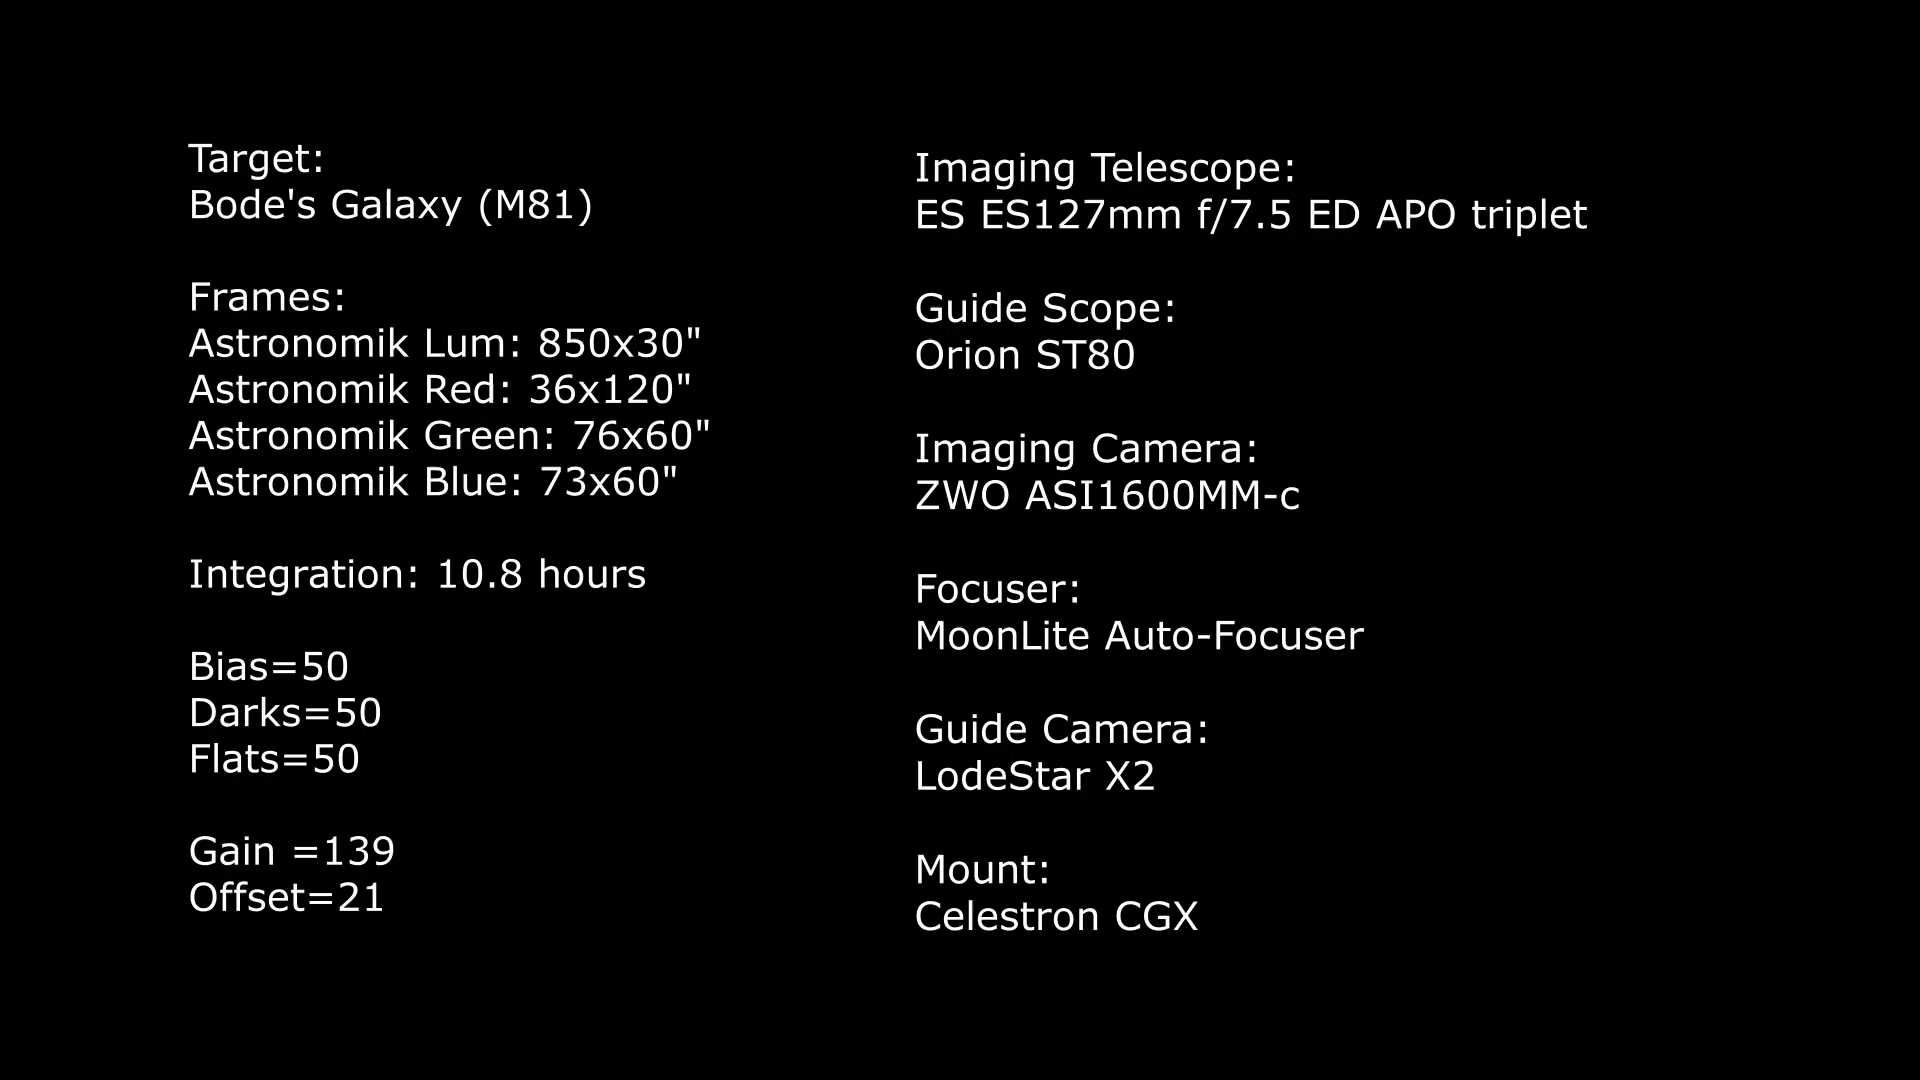 Target:
Bode's Galaxy (M81)
Frames:
Astronomik Lum: 850x30"
Astronomik Red: 36x120"
Astronomik Green: 76x60"
Astronomik Blue: 73x60"
Integration: 10.8 hours
Bias=50
Darks=50
Flats=50
Gain =139
Offset=21
Imaging Telescope:
ES ES127mm f/7.5 ED APO triplet
Guide Scope:
Orion ST80
Imaging Camera:
ZWO ASI1600MM-c
Focuser:
MoonLite Auto-Focuser
Guide Camera:
LodeStar X2
Mount:
Celestron CGX